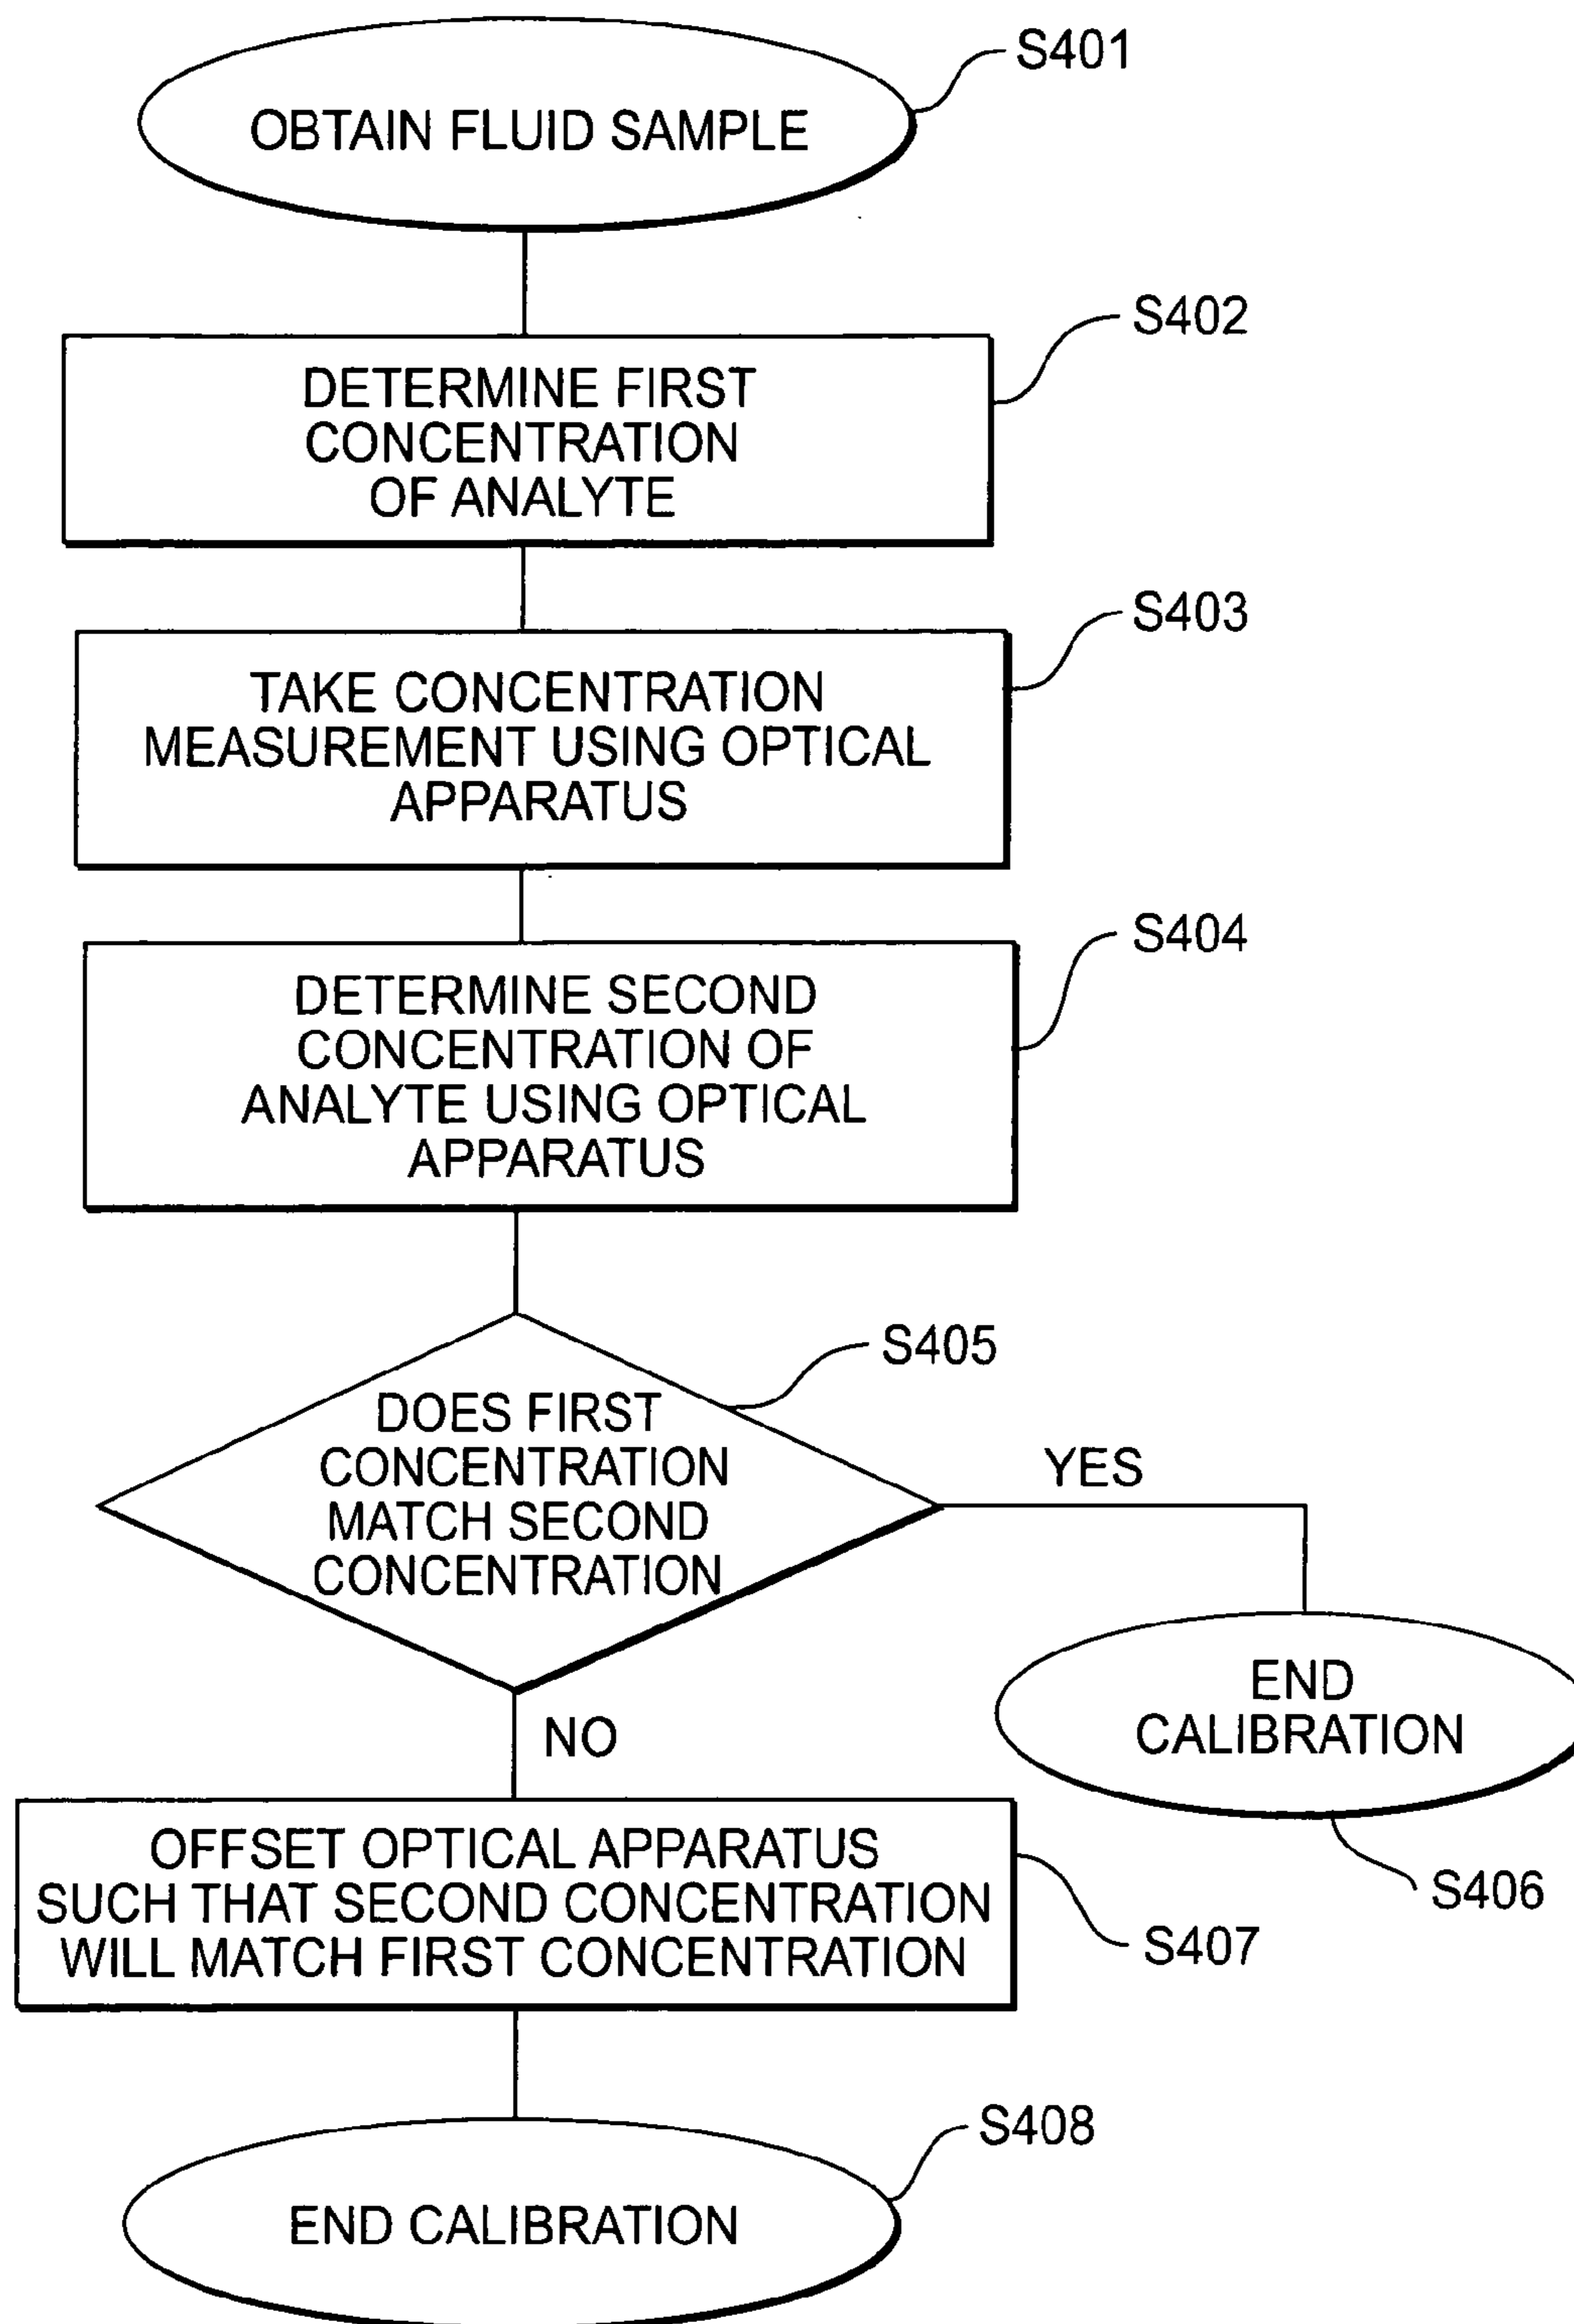 S401
OBTAIN FLUID SAMPLE
S402
DETERMINE FIRST
CONCENTRATION
OF ANALYTE
S403
TAKE CONCENTRATION
MEASUREMENT USING OPTICAL
APPARATUS
S404
DETERMINE SECOND
CONCENTRATION OF
ANALYTE USING OPTICAL
APPARATUS
S405
DOES FIRST
CONCENTRATION
MATCH SECOND
CONCENTRATION
YES
END
CALIBRATION
S406
NO
OFFSET OPTICAL APPARATUS
SUCH THAT SECOND CONCENTRATION
WILL MATCH FIRST CONCENTRATION
S407
S408
END CALIBRATION